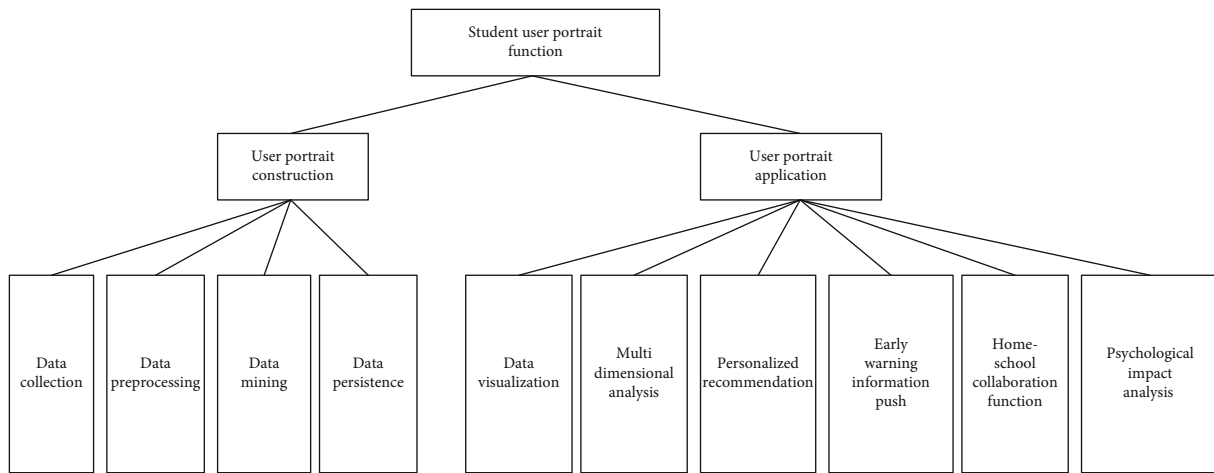 Student user portrait
function
User portrait
construction
User portrait
application
Data
collection
Data
preprocessing
Data
mining
Data
persistence
Data
visualization
Multi
dimensional
analysis
Personalized
recommendation
Early
warning
information
push
Home-
school
collaboration
function
Psychological
impact
analysis